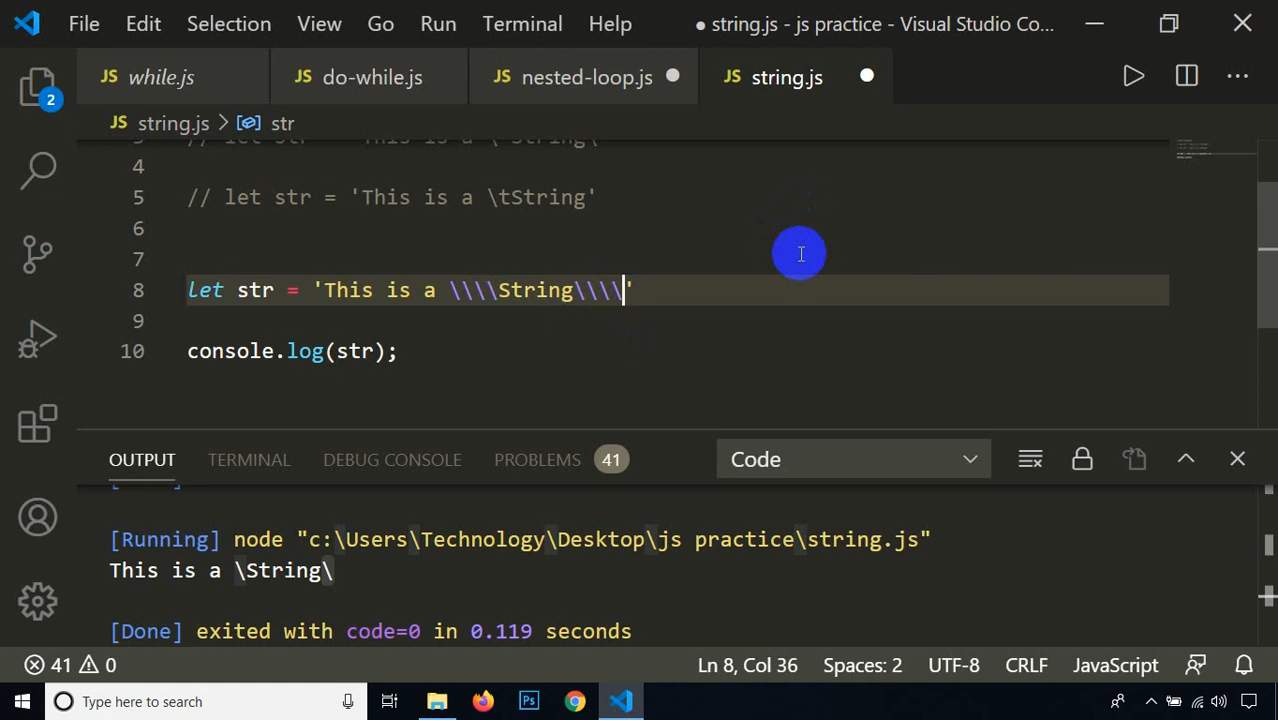 File Edit Selection View Go Run Terminal Help ● string.js - js practice - Visual Studio Co...
JS while.js JS do-while.js JS nested-loop.js ● JS string.js ●
2
JS string.js > str
4
5 // let str = 'This is a \tString'
6
7
8 let str = 'This is a \\\\String\\\\'
9
10 console.log(str);
OUTPUT TERMINAL DEBUG CONSOLE PROBLEMS 41 Code
[Running] node "c:\Users\Technology\Desktop\js practice\string.js"
This is a \String\
[Done] exited with code=0 in 0.119 seconds
41 0 Ln 8, Col 36 Spaces: 2 UTF-8 CRLF JavaScript
Type here to search Ps